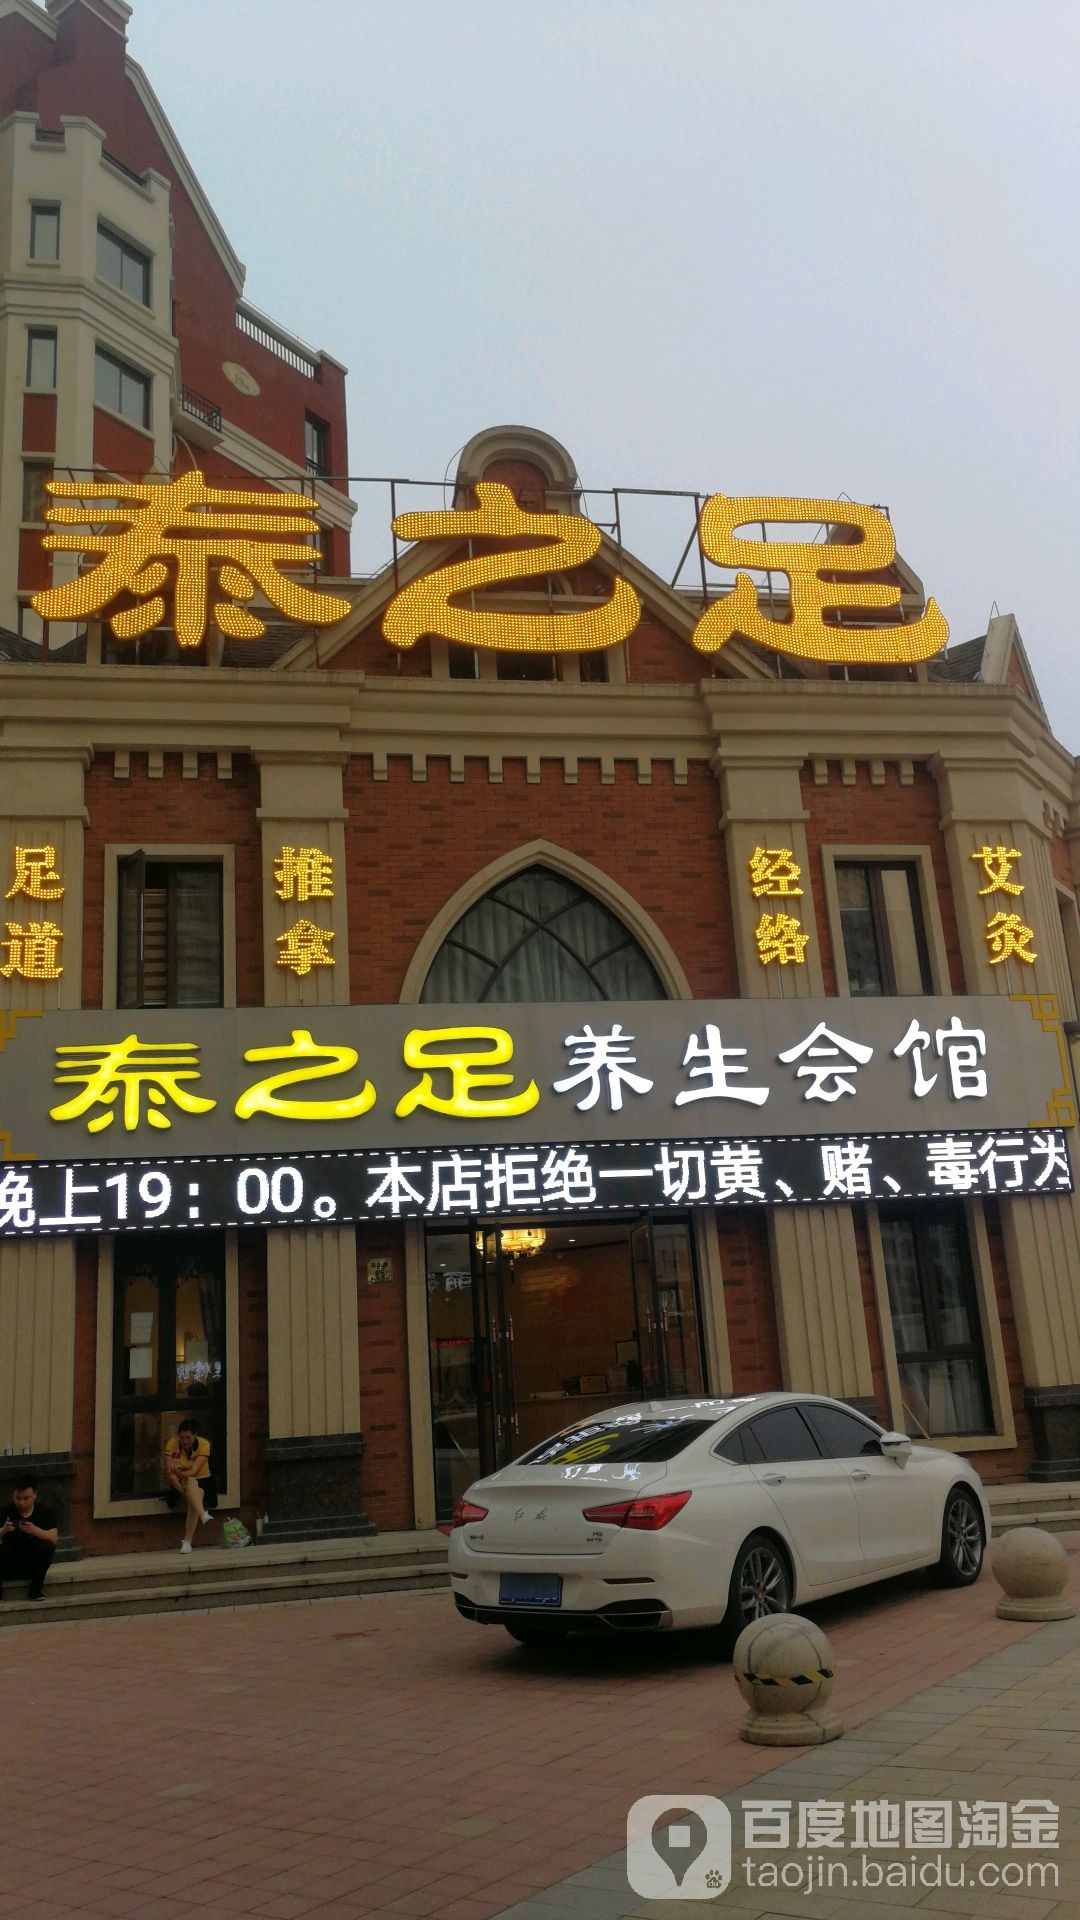 泰之足
足道
推拿
经络
艾灸
泰之足养生会馆
晚上19：00。本店拒绝一切黄、赌、毒行为
红旗
百度地图淘金
taojin.baidu.com